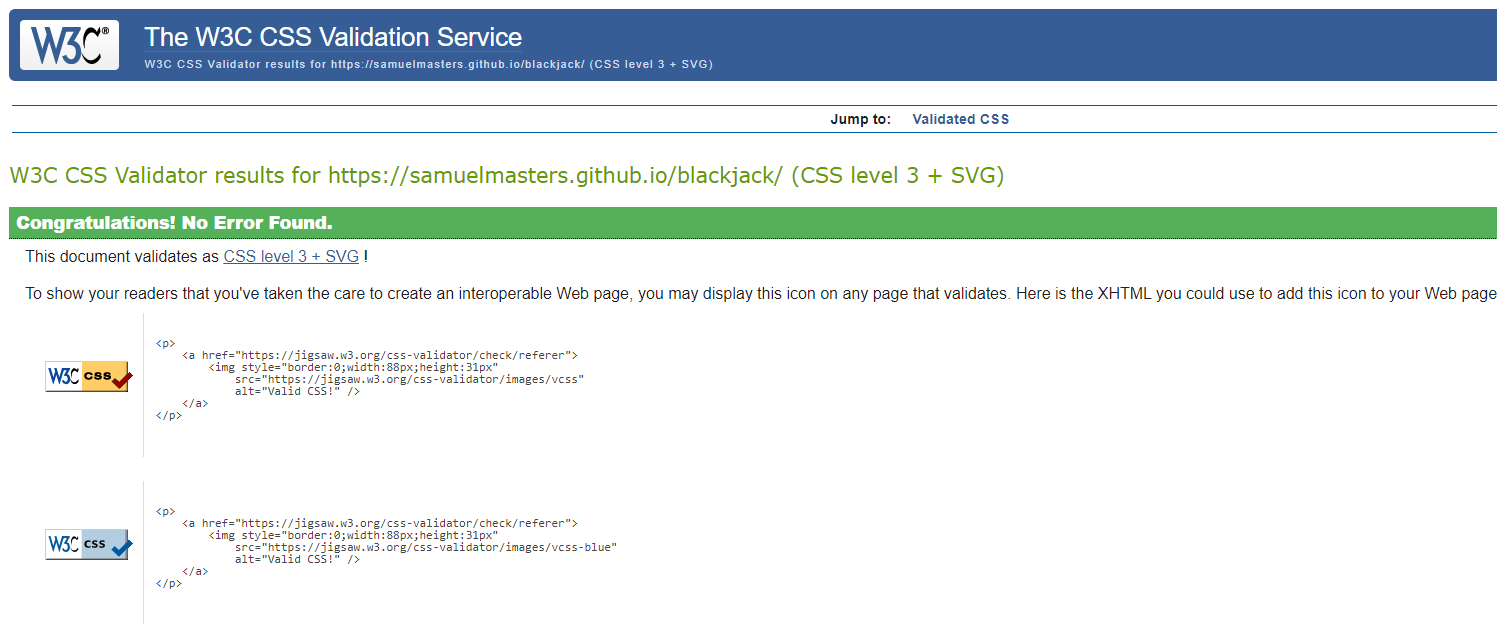 W3C®
The W3C CSS Validation Service
W3C CSS Validator results for https://samuelmasters.github.io/blackjack/ (CSS level 3 + SVG)
Jump to: Validated CSS
W3C CSS Validator results for https://samuelmasters.github.io/blackjack/ (CSS level 3 + SVG)
Congratulations! No Error Found.
This document validates as CSS level 3 + SVG !
To show your readers that you've taken the care to create an interoperable Web page, you may display this icon on any page that validates. Here is the XHTML you could use to add this icon to your Web page
W3C css
<p>
<a href="https://jigsaw.w3.org/css-validator/check/referer">
<img style="border:0;width:88px;height:31px"
src="https://jigsaw.w3.org/css-validator/images/vcss"
alt="Valid CSS!" />
</a>
</p>
W3C css
<p>
<a href="https://jigsaw.w3.org/css-validator/check/referer">
<img style="border:0;width:88px;height:31px"
src="https://jigsaw.w3.org/css-validator/images/vcss-blue"
alt="Valid CSS!" />
</a>
</p>